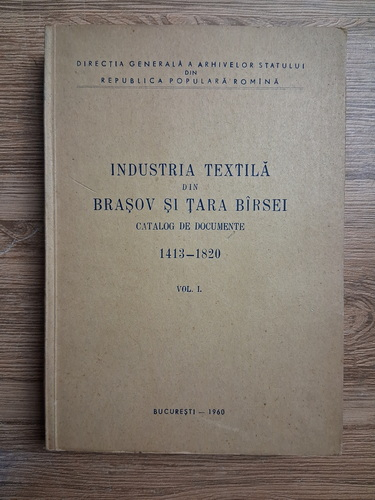 DIRECȚIA GENERALĂ A ARHIVELOR STATULUI
DIN
REPUBLICA POPULARĂ ROMÎNĂ
INDUSTRIA TEXTILĂ
DIN
BRAȘOV ȘI ȚARA BÎRSEI
CATALOG DE DOCUMENTE
1413–1820
VOL. I.
BUCUREȘTI — 1960